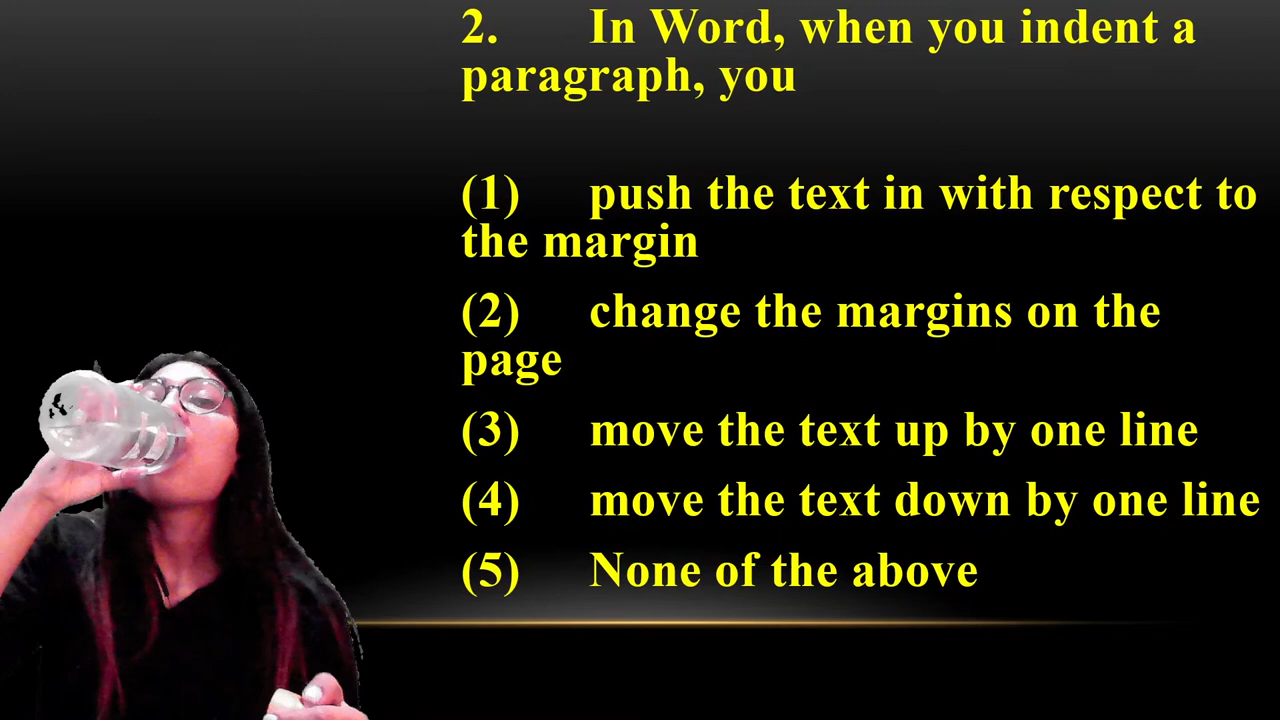 2. In Word, when you indent a
paragraph, you
(1) push the text in with respect to
the margin
(2) change the margins on the
page
(3) move the text up by one line
(4) move the text down by one line
(5) None of the above